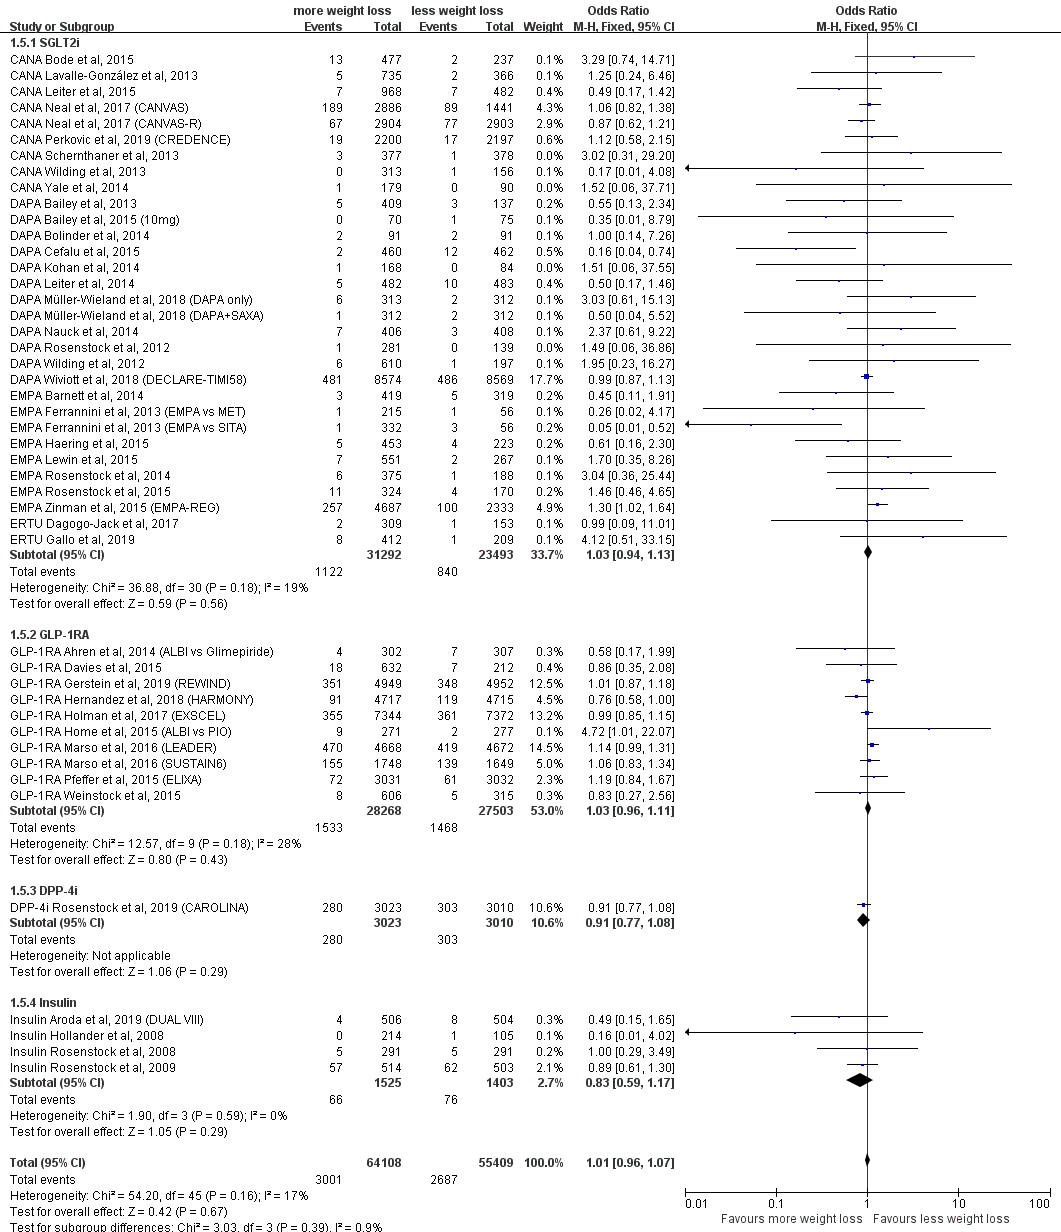 more weight loss less weight loss Odds Ratio Odds Ratio
Study or Subgroup Events Total Events Total Weight M-H, Fixed, 95% CI M-H, Fixed, 95% CI
1.5.1 SGLT2i
CANA Bode et al, 2015 13 477 2 237 0.1% 3.29 [0.74, 14.71]
CANA Lavalle-González et al, 2013 5 735 2 366 0.1% 1.25 [0.24, 6.46]
CANA Leiter et al, 2015 7 968 7 482 0.3% 0.49 [0.17, 1.42]
CANA Neal et al, 2017 (CANVAS) 189 2886 89 1441 4.3% 1.06 [0.82, 1.38]
CANA Neal et al, 2017 (CANVAS-R) 67 2904 77 2903 2.9% 0.87 [0.62, 1.21]
CANA Perkovic et al, 2019 (CREDENCE) 19 2200 17 2197 0.6% 1.12 [0.58, 2.15]
CANA Schernthaner et al, 2013 3 377 1 378 0.0% 3.02 [0.31, 29.20]
CANA Wilding et al, 2013 0 313 1 156 0.1% 0.17 [0.01, 4.08]
CANA Yale et al, 2014 1 179 0 90 0.0% 1.52 [0.06, 37.71]
DAPA Bailey et al, 2013 5 409 3 137 0.2% 0.55 [0.13, 2.34]
DAPA Bailey et al, 2015 (10mg) 0 70 1 75 0.1% 0.35 [0.01, 8.79]
DAPA Bolinder et al, 2014 2 91 2 91 0.1% 1.00 [0.14, 7.26]
DAPA Cefalu et al, 2015 2 460 12 462 0.5% 0.16 [0.04, 0.74]
DAPA Kohan et al, 2014 1 168 0 84 0.0% 1.51 [0.06, 37.55]
DAPA Leiter et al, 2014 5 482 10 483 0.4% 0.50 [0.17, 1.46]
DAPA Müller-Wieland et al, 2018 (DAPA only) 6 313 2 312 0.1% 3.03 [0.61, 15.13]
DAPA Müller-Wieland et al, 2018 (DAPA+SAXA) 1 312 2 312 0.1% 0.50 [0.04, 5.52]
DAPA Nauck et al, 2014 7 406 3 408 0.1% 2.37 [0.61, 9.22]
DAPA Rosenstock et al, 2012 1 281 0 139 0.0% 1.49 [0.06, 36.86]
DAPA Wilding et al, 2012 6 610 1 197 0.1% 1.95 [0.23, 16.27]
DAPA Wiviott et al, 2018 (DECLARE-TIMI58) 481 8574 486 8569 17.7% 0.99 [0.87, 1.13]
EMPA Barnett et al, 2014 3 419 5 319 0.2% 0.45 [0.11, 1.91]
EMPA Ferrannini et al, 2013 (EMPA vs MET) 1 215 1 56 0.1% 0.26 [0.02, 4.17]
EMPA Ferrannini et al, 2013 (EMPA vs SITA) 1 332 3 56 0.2% 0.05 [0.01, 0.52]
EMPA Haering et al, 2015 5 453 4 223 0.2% 0.61 [0.16, 2.30]
EMPA Lewin et al, 2015 7 551 2 267 0.1% 1.70 [0.35, 8.26]
EMPA Rosenstock et al, 2014 6 375 1 188 0.0% 3.04 [0.36, 25.44]
EMPA Rosenstock et al, 2015 11 324 4 170 0.2% 1.46 [0.46, 4.65]
EMPA Zinman et al, 2015 (EMPA-REG) 257 4687 100 2333 4.9% 1.30 [1.02, 1.64]
ERTU Dagogo-Jack et al, 2017 2 309 1 153 0.1% 0.99 [0.09, 11.01]
ERTU Gallo et al, 2019 8 412 1 209 0.0% 4.12 [0.51, 33.15]
Subtotal (95% CI) 31292 23493 33.7% 1.03 [0.94, 1.13]
Total events 1122 840
Heterogeneity: Chi² = 36.88, df = 30 (P = 0.18); I² = 19%
Test for overall effect: Z = 0.59 (P = 0.56)
1.5.2 GLP-1RA
GLP-1RA Ahren et al, 2014 (ALBI vs Glimepiride) 4 302 7 307 0.3% 0.58 [0.17, 1.99]
GLP-1RA Davies et al, 2015 18 632 7 212 0.4% 0.86 [0.35, 2.08]
GLP-1RA Gerstein et al, 2019 (REWIND) 351 4949 348 4952 12.5% 1.01 [0.87, 1.18]
GLP-1RA Hernandez et al, 2018 (HARMONY) 91 4717 119 4715 4.5% 0.76 [0.58, 1.00]
GLP-1RA Holman et al, 2017 (EXSCEL) 355 7344 361 7372 13.2% 0.99 [0.85, 1.15]
GLP-1RA Home et al, 2015 (ALBI vs PIO) 9 271 2 277 0.1% 4.72 [1.01, 22.07]
GLP-1RA Marso et al, 2016 (LEADER) 470 4668 419 4672 14.5% 1.14 [0.99, 1.31]
GLP-1RA Marso et al, 2016 (SUSTAIN6) 155 1748 139 1649 5.0% 1.06 [0.83, 1.34]
GLP-1RA Pfeffer et al, 2015 (ELIXA) 72 3031 61 3032 2.3% 1.19 [0.84, 1.67]
GLP-1RA Weinstock et al, 2015 8 606 5 315 0.3% 0.83 [0.27, 2.56]
Subtotal (95% CI) 28268 27503 53.0% 1.03 [0.96, 1.11]
Total events 1533 1468
Heterogeneity: Chi² = 12.57, df = 9 (P = 0.18); I² = 28%
Test for overall effect: Z = 0.80 (P = 0.43)
1.5.3 DPP-4i
DPP-4i Rosenstock et al, 2019 (CAROLINA) 280 3023 303 3010 10.6% 0.91 [0.77, 1.08]
Subtotal (95% CI) 3023 3010 10.6% 0.91 [0.77, 1.08]
Total events 280 303
Heterogeneity: Not applicable
Test for overall effect: Z = 1.06 (P = 0.29)
1.5.4 Insulin
Insulin Aroda et al, 2019 (DUAL VIII) 4 506 8 504 0.3% 0.49 [0.15, 1.65]
Insulin Hollander et al, 2008 0 214 1 105 0.1% 0.16 [0.01, 4.02]
Insulin Rosenstock et al, 2008 5 291 5 291 0.2% 1.00 [0.29, 3.49]
Insulin Rosenstock et al, 2009 57 514 62 503 2.1% 0.89 [0.61, 1.30]
Subtotal (95% CI) 1525 1403 2.7% 0.83 [0.59, 1.17]
Total events 66 76
Heterogeneity: Chi² = 1.90, df = 3 (P = 0.59); I² = 0%
Test for overall effect: Z = 1.05 (P = 0.29)
Total (95% CI) 64108 55409 100.0% 1.01 [0.96, 1.07]
Total events 3001 2687
Heterogeneity: Chi² = 54.20, df = 45 (P = 0.16); I² = 17%
Test for overall effect: Z = 0.42 (P = 0.67)
Test for subgroup differences: Chi² = 3.03, df = 3 (P = 0.39), I² = 0.9%
0.01 0.1 1 10 100
Favours more weight loss Favours less weight loss